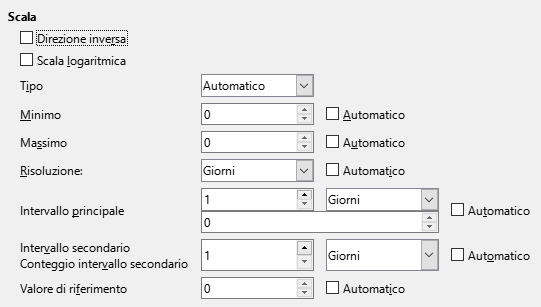 Scala
Direzione inversa
Scala logaritmica
Tipo Automatico
Minimo 0 Automatico
Massimo 0 Automatico
Risoluzione: Giorni Automatico
Intervallo principale 1 Giorni Automatico
0
Intervallo secondario
Conteggio intervallo secondario 1 Giorni Automatico
Valore di riferimento 0 Automatico